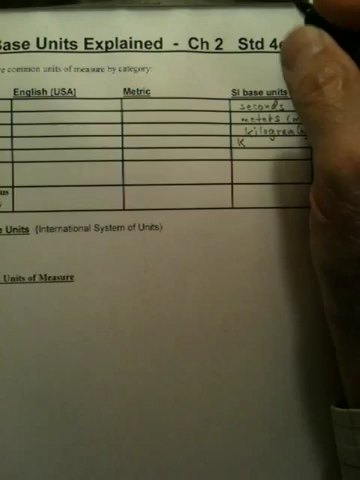 Base Units Explained - Ch 2 Std 4
common units of measure by category:
English (USA) Metric SI base units
seconds
meters (m
kilogram (
K
Units (International System of Units)
Units of Measure